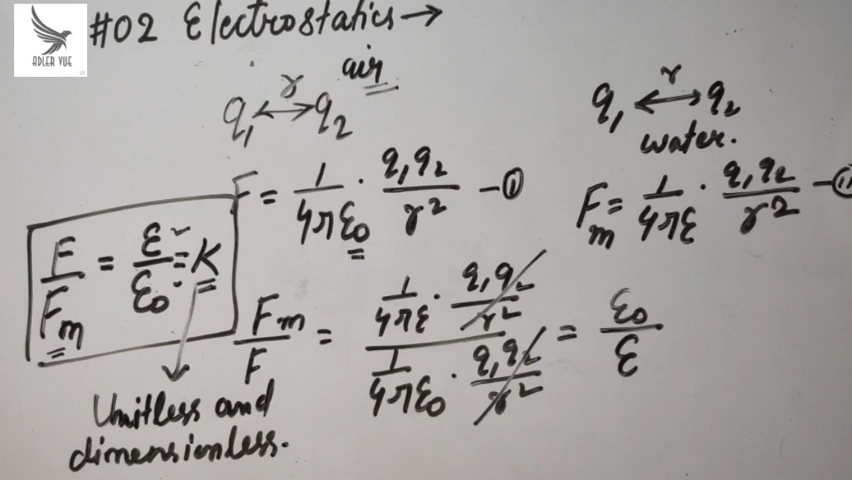 ADLER VUE
#02 Electrostatics →
air
q₁ ↔ q₂
r
q₁ ↔ q₂
r
water.
F = 1/4πε₀ · q₁q₂/r² — ①
Fm = 1/4πε · q₁q₂/r² — ⑪
F/Fm = ε/ε₀ = K
Fm/F = (1/4πε · q₁q₂/r²)/(1/4πε₀ · q₁q₂/r²) = ε₀/ε
Unitless and
dimensionless.